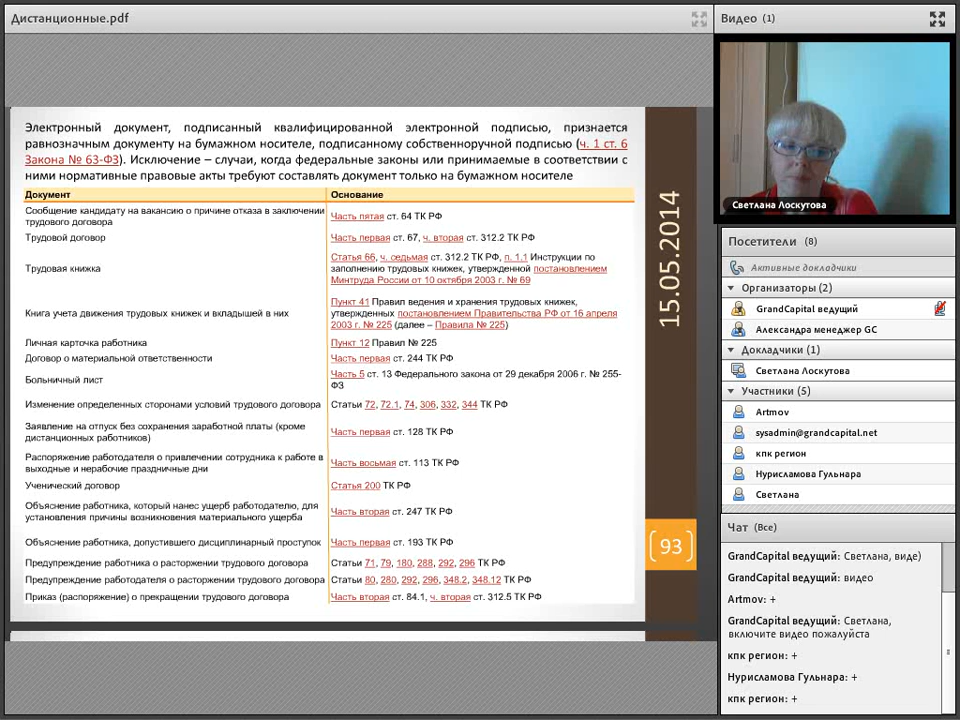 Дистанционные.pdf
Электронный документ, подписанный квалифицированной электронной подписью, признается
равнозначным документу на бумажном носителе, подписанному собственноручной подписью (ч. 1 ст. 6
Закона № 63-ФЗ). Исключение – случаи, когда федеральные законы или принимаемые в соответствии с
ними нормативные правовые акты требуют составлять документ только на бумажном носителе
Документ Основание
Сообщение кандидату на вакансию о причине отказа в заключении
трудового договора
Часть пятая ст. 64 ТК РФ
Трудовой договор Часть первая ст. 67, ч. вторая ст. 312.2 ТК РФ
Трудовая книжка
Статья 66, ч. седьмая ст. 312.2 ТК РФ, п. 1.1 Инструкции по
заполнению трудовых книжек, утвержденной постановлением
Минтруда России от 10 октября 2003 г. № 69
Книга учета движения трудовых книжек и вкладышей в них
Пункт 41 Правил ведения и хранения трудовых книжек,
утвержденных постановлением Правительства РФ от 16 апреля
2003 г. № 225 (далее – Правила № 225)
Личная карточка работника Пункт 12 Правил № 225
Договор о материальной ответственности Часть первая ст. 244 ТК РФ
Больничный лист
Часть 5 ст. 13 Федерального закона от 29 декабря 2006 г. № 255-
ФЗ
Изменение определенных сторонами условий трудового договора Статьи 72, 72.1, 74, 306, 332, 344 ТК РФ
Заявление на отпуск без сохранения заработной платы (кроме
дистанционных работников)
Часть первая ст. 128 ТК РФ
Распоряжение работодателя о привлечении сотрудника к работе в
выходные и нерабочие праздничные дни
Часть восьмая ст. 113 ТК РФ
Ученический договор Статья 200 ТК РФ
Объяснения работника, который нанес ущерб работодателю, для
установления причины возникновения материального ущерба
Часть вторая ст. 247 ТК РФ
Объяснение работника, допустившего дисциплинарный проступок Часть первая ст. 193 ТК РФ
Предупреждение работника о расторжении трудового договора Статьи 71, 79, 180, 288, 292, 296 ТК РФ
Предупреждение работодателя о расторжении трудового договора Статьи 80, 280, 292, 296, 348.2, 348.12 ТК РФ
Приказ (распоряжение) о прекращении трудового договора Часть вторая ст. 84.1, ч. вторая ст. 312.5 ТК РФ
15.05.2014
93
Видео (1)
Светлана Лоскутова
Посетители (8)
Активные докладчики
Организаторы (2)
GrandCapital ведущий
Александра менеджер GC
Докладчики (1)
Светлана Лоскутова
Участники (5)
Artmov
sysadmin@grandcapital.net
кпк регион
Нурисламова Гульнара
Светлана
Чат (Все)
GrandCapital ведущий: Светлана, виде)
GrandCapital ведущий: видео
Artmov: +
GrandCapital ведущий: Светлана,
включите видео пожалуйста
кпк регион: +
Нурисламова Гульнара: +
кпк регион: +